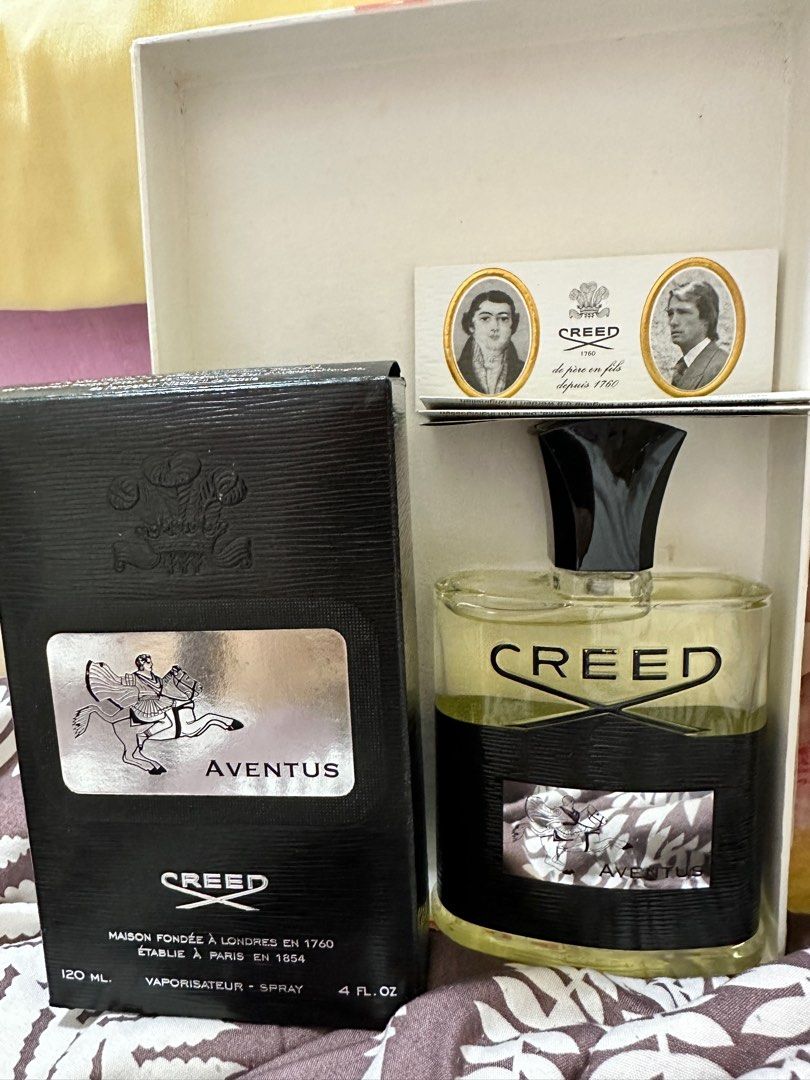 CREED
1760
de père en fils
depuis 1760
CREED
AVENTUS
AVENTUS
CREED
MAISON FONDÉE À LONDRES EN 1760
ÉTABLIE À PARIS EN 1854
120 ML. VAPORISATEUR - SPRAY 4 FL. OZ